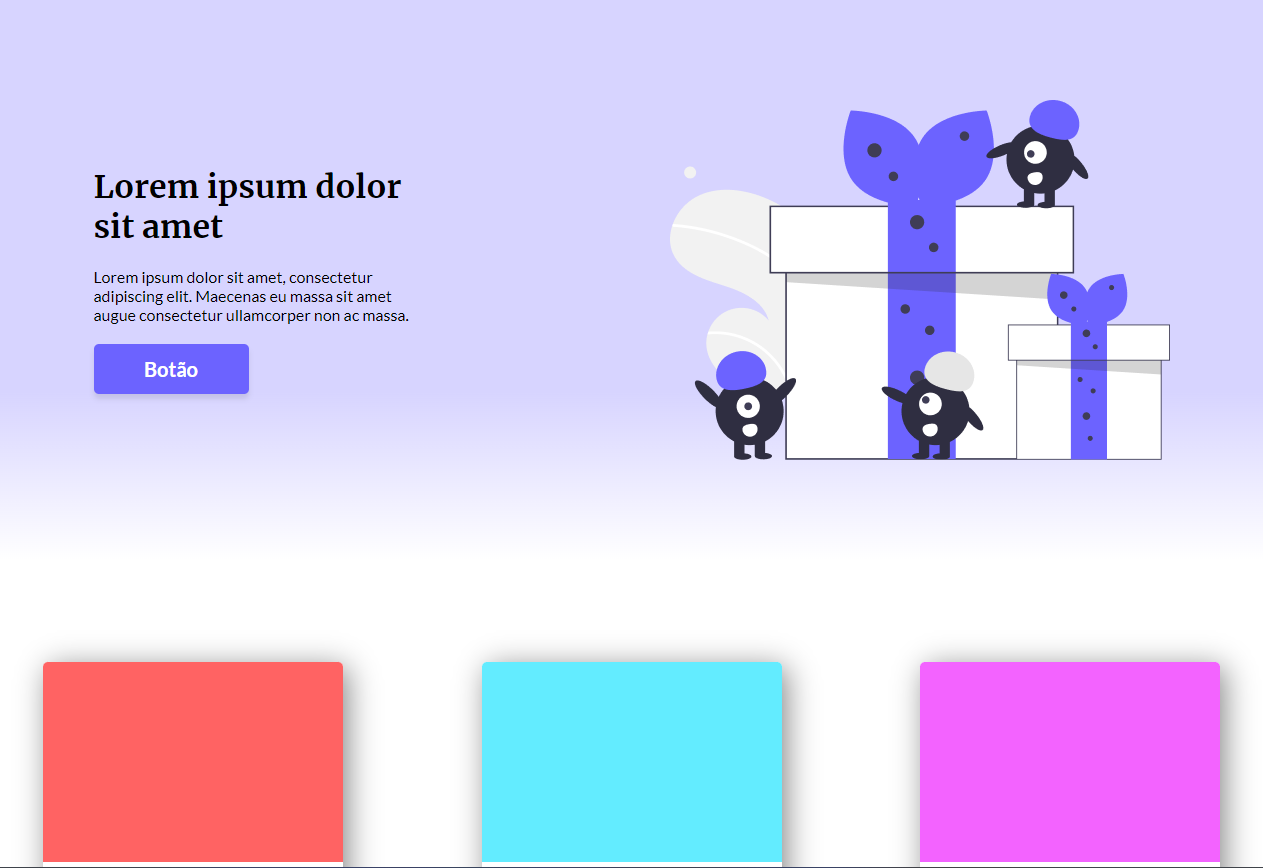 Lorem ipsum dolor
sit amet
Lorem ipsum dolor sit amet, consectetur
adipiscing elit. Maecenas eu massa sit amet
augue consectetur ullamcorper non ac massa.
Botão